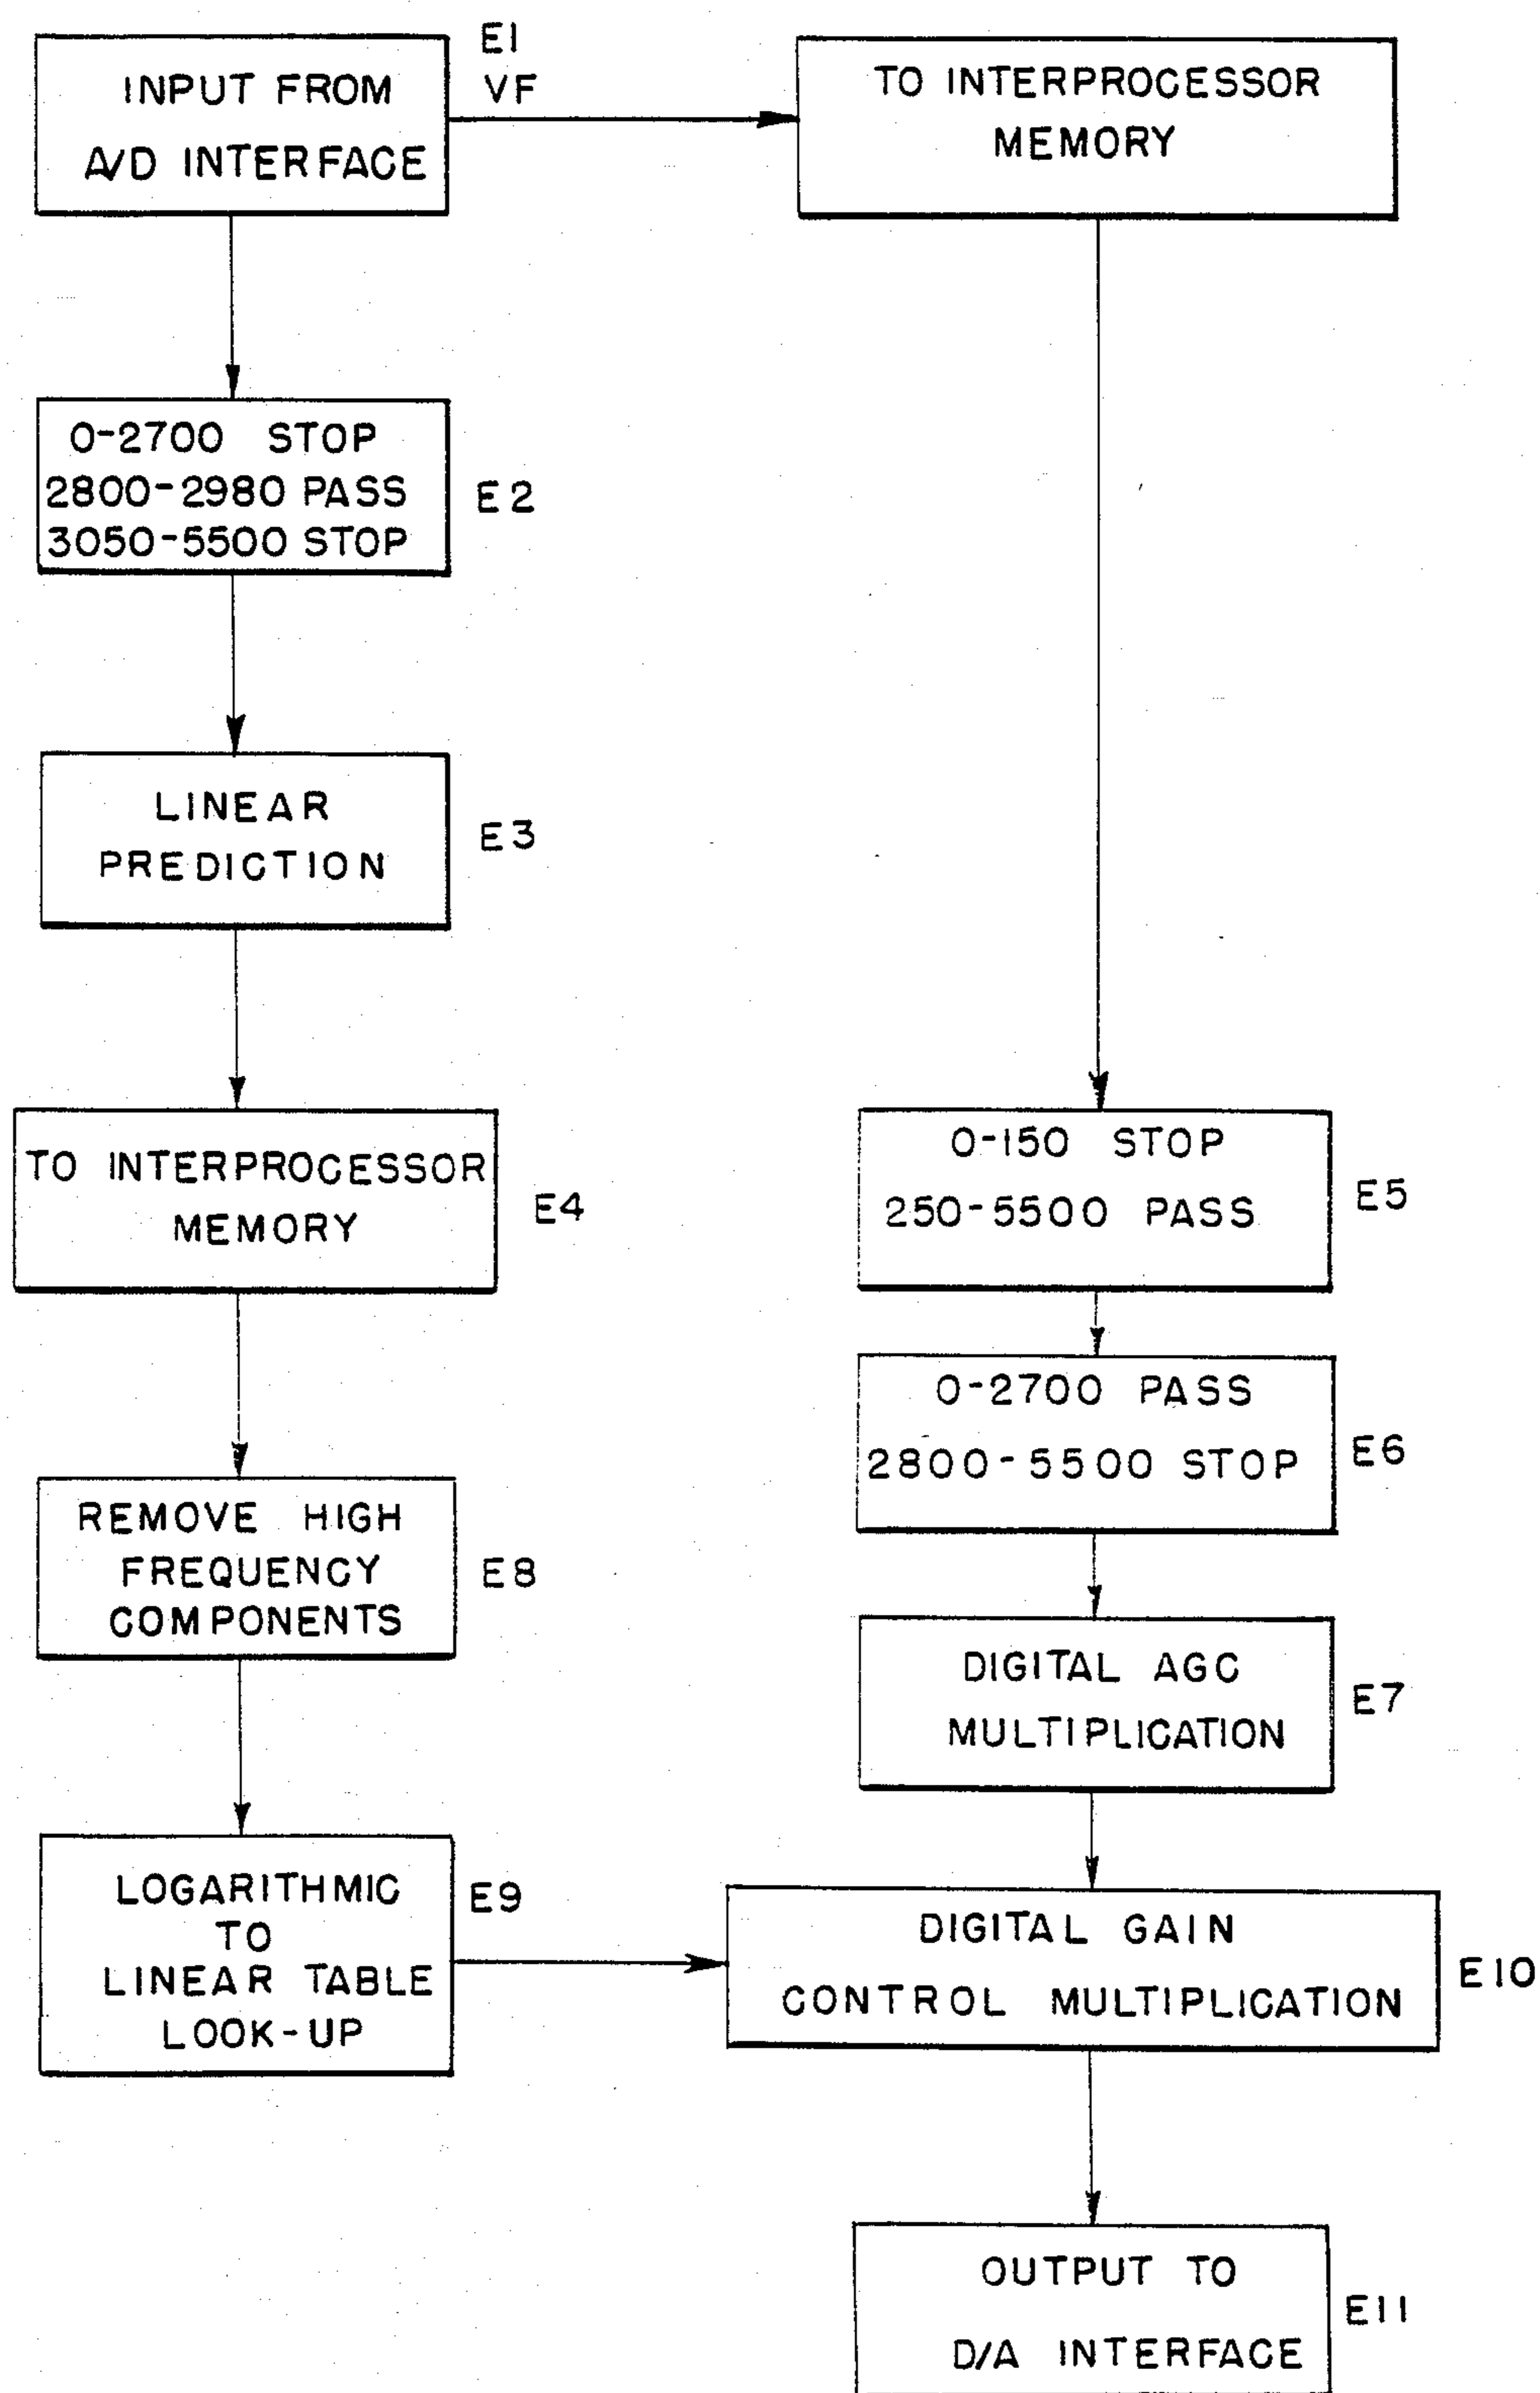 INPUT FROM
A/D INTERFACE
E1
VF
TO INTERPROCESSOR
MEMORY
0-2700 STOP
2800-2980 PASS
3050-5500 STOP
E2
LINEAR
PREDICTION
E3
TO INTERPROCESSOR
MEMORY
E4
0-150 STOP
250-5500 PASS
E5
0-2700 PASS
2800-5500 STOP
E6
REMOVE HIGH
FREQUENCY
COMPONENTS
E8
DIGITAL AGC
MULTIPLICATION
E7
LOGARITHMIC
TO
LINEAR TABLE
LOOK-UP
E9
DIGITAL GAIN
CONTROL MULTIPLICATION
E10
OUTPUT TO
D/A INTERFACE
E11